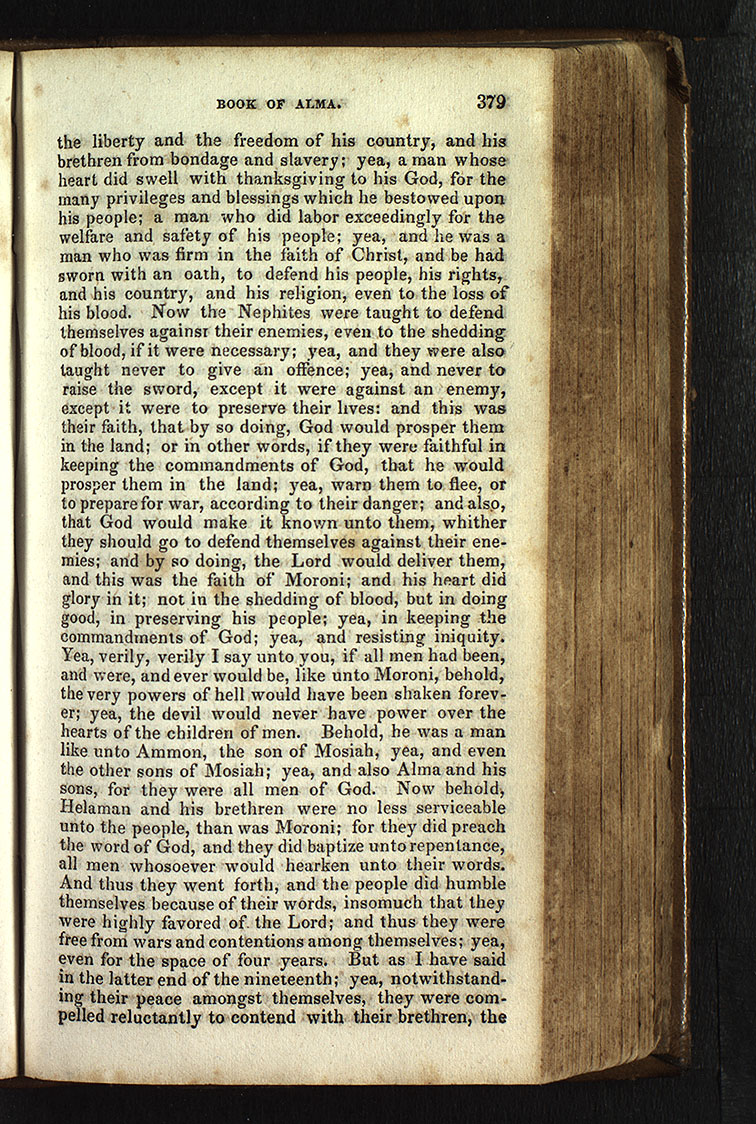 BOOK OF ALMA. 379
the liberty and the freedom of his country, and his
brethren from bondage and slavery; yea, a man whose
heart did swell with thanksgiving to his God, for the
many privileges and blessings which he bestowed upon
his people; a man who did labor exceedingly for the
welfare and safety of his people; yea, and he was a
man who was firm in the faith of Christ, and be had
sworn with an oath, to defend his people, his rights,
and his country, and his religion, even to the loss of
his blood. Now the Nephites were taught to defend
themselves against their enemies, even to the shedding
of blood, if it were necessary; yea, and they were also
taught never to give an offence; yea, and never to
raise the sword, except it were against an enemy,
except it were to preserve their lives: and this was
their faith, that by so doing, God would prosper them
in the land; or in other words, if they were faithful in
keeping the commandments of God, that he would
prosper them in the land; yea, warn them to flee, or
to prepare for war, according to their danger; and also,
that God would make it known unto them, whither
they should go to defend themselves against their ene-
mies; and by so doing, the Lord would deliver them,
and this was the faith of Moroni; and his heart did
glory in it; not in the shedding of blood, but in doing
good, in preserving his people; yea, in keeping the
commandments of God; yea, and resisting iniquity.
Yea, verily, verily I say unto you, if all men had been,
and were, and ever would be, like unto Moroni, behold,
the very powers of hell would have been shaken forev-
er; yea, the devil would never have power over the
hearts of the children of men. Behold, he was a man
like unto Ammon, the son of Mosiah, yea, and even
the other sons of Mosiah; yea, and also Alma and his
sons, for they were all men of God. Now behold,
Helaman and his brethren were no less serviceable
unto the people, than was Moroni; for they did preach
the word of God, and they did baptize unto repentance,
all men whosoever would hearken unto their words.
And thus they went forth, and the people did humble
themselves because of their words, insomuch that they
were highly favored of the Lord; and thus they were
free from wars and contentions among themselves; yea,
even for the space of four years. But as I have said
in the latter end of the nineteenth; yea, notwithstand-
ing their peace amongst themselves, they were com-
pelled reluctantly to contend with their brethren, the